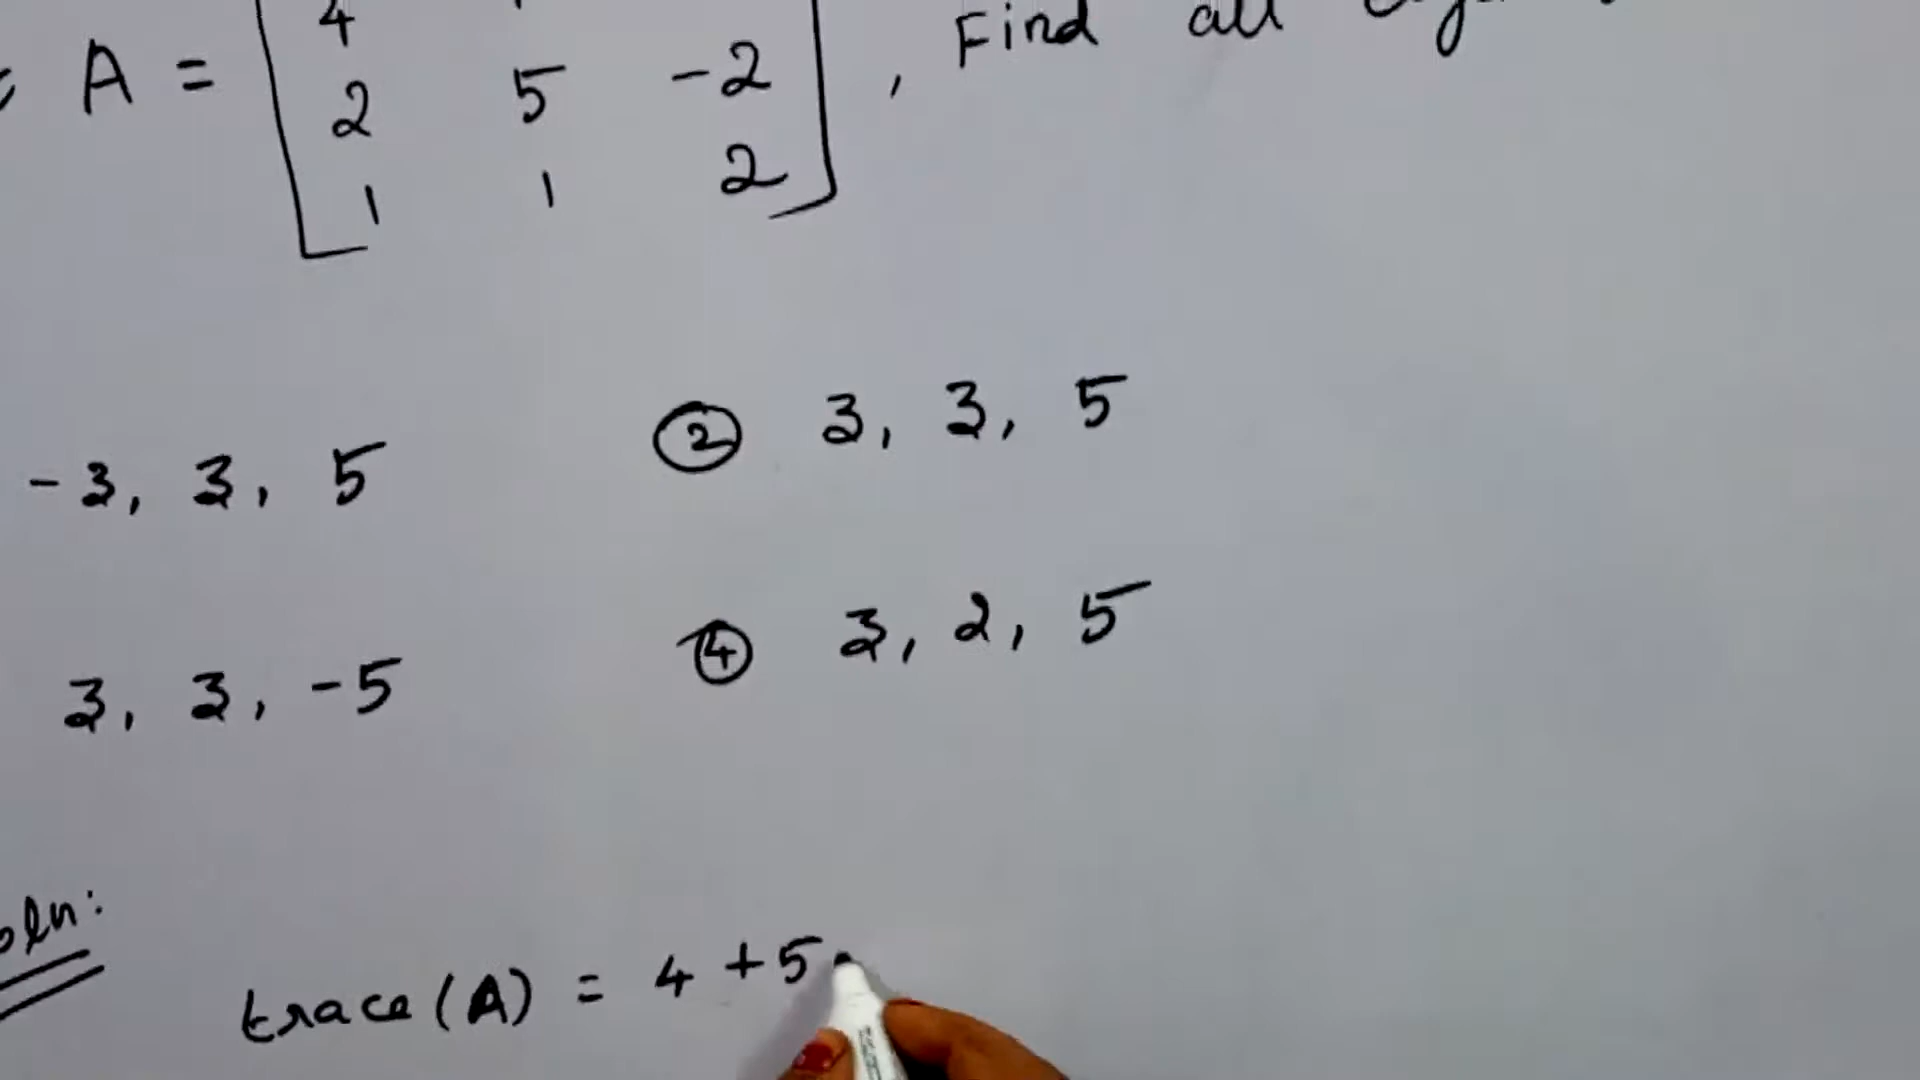 4
A =
2 5 -2
1 1 2
, Find all
-3, 3, 5 ② 3, 3, 5
3, 3, -5 ④ 3, 2, 5
oln:
trace(A) = 4 + 5